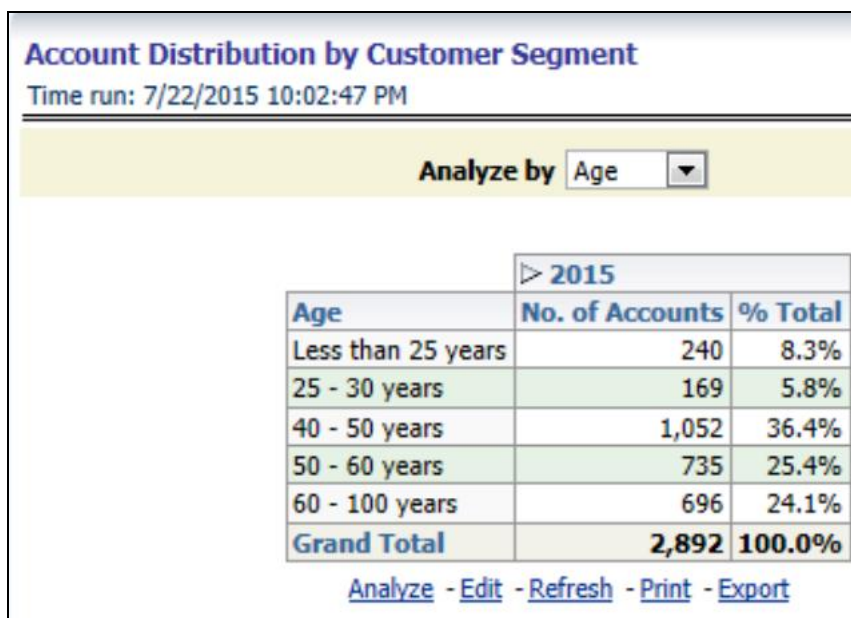 Account Distribution by Customer Segment
Time run: 7/22/2015 10:02:47 PM
Analyze by Age
2015
Age No. of Accounts % Total
Less than 25 years 240 8.3%
25 - 30 years 169 5.8%
40 - 50 years 1,052 36.4%
50 - 60 years 735 25.4%
60 - 100 years 696 24.1%
Grand Total 2,892 100.0%
Analyze - Edit - Refresh - Print - Export